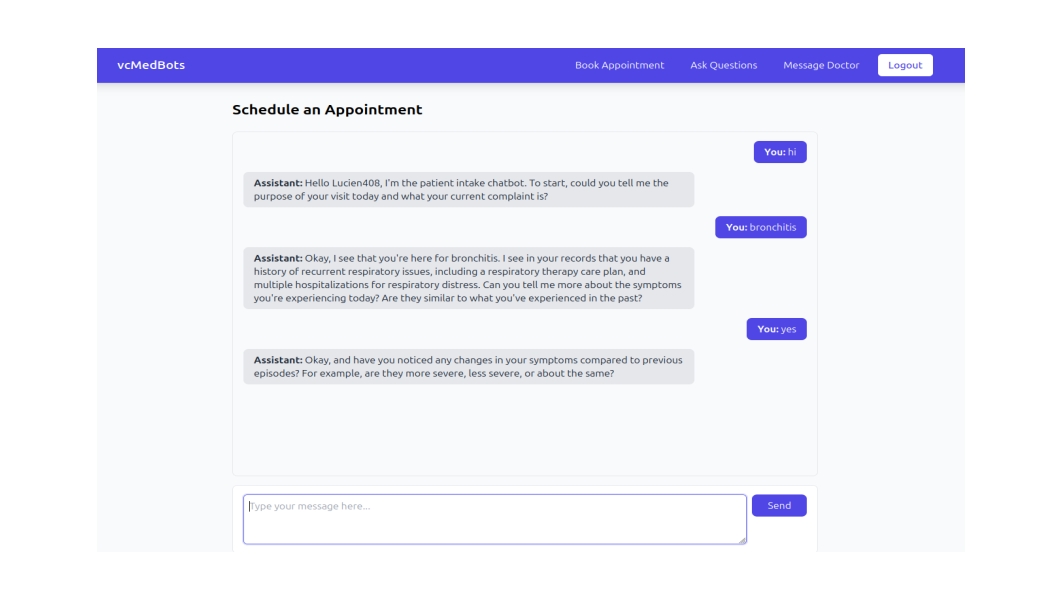 vcMedBots
Book Appointment
Ask Questions
Message Doctor
Logout
Schedule an Appointment
You: hi
Assistant: Hello Lucien408, I'm the patient intake chatbot. To start, could you tell me the
purpose of your visit today and what your current complaint is?
You: bronchitis
Assistant: Okay, I see that you're here for bronchitis. I see in your records that you have a
history of recurrent respiratory issues, including a respiratory therapy care plan, and
multiple hospitalizations for respiratory distress. Can you tell me more about the symptoms
you're experiencing today? Are they similar to what you've experienced in the past?
You: yes
Assistant: Okay, and have you noticed any changes in your symptoms compared to previous
episodes? For example, are they more severe, less severe, or about the same?
Type your message here...
Send